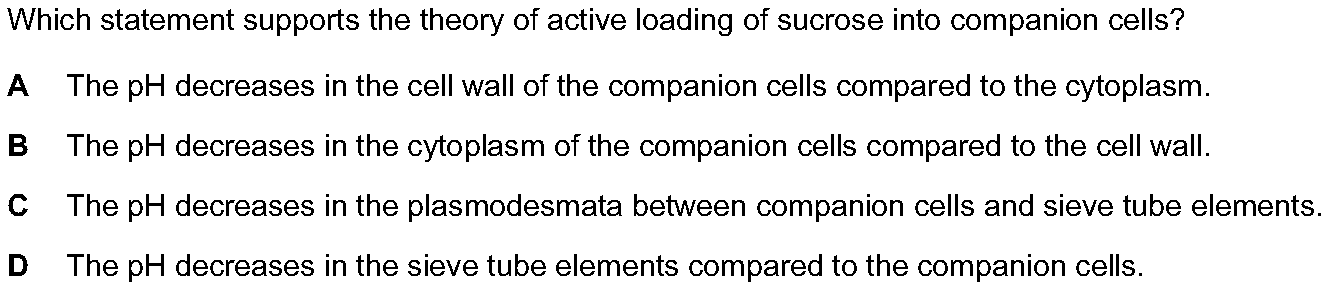 Which statement supports the theory of active loading of sucrose into companion cells?
A The pH decreases in the cell wall of the companion cells compared to the cytoplasm.
B The pH decreases in the cytoplasm of the companion cells compared to the cell wall.
C The pH decreases in the plasmodesmata between companion cells and sieve tube elements.
D The pH decreases in the sieve tube elements compared to the companion cells.